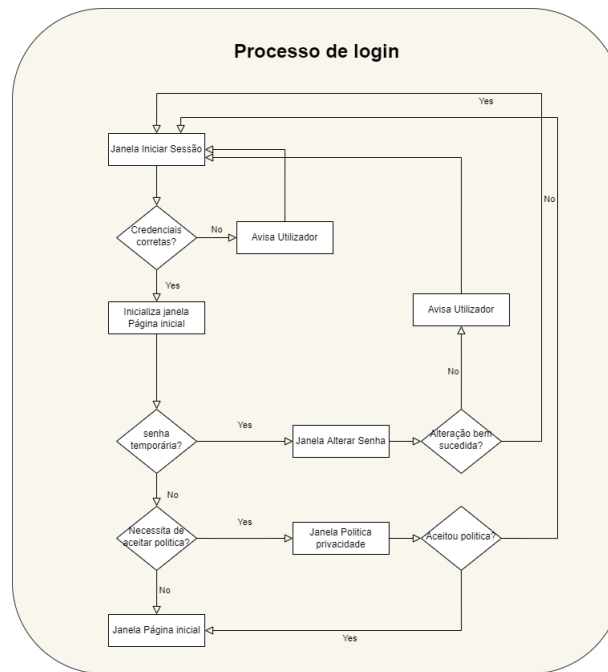 Processo de login
Yes
Janela Iniciar Sessão
No
Credenciais
corretas?
No
Avisa Utilizador
Yes
Inicializa janela
Página inicial
Avisa Utilizador
No
senha
temporária?
Yes
Janela Alterar Senha
Alteração bem
sucedida?
No
Necessita de
aceitar politica?
Yes
Janela Politica
privacidade
Aceitou politica?
No
Janela Página inicial
Yes